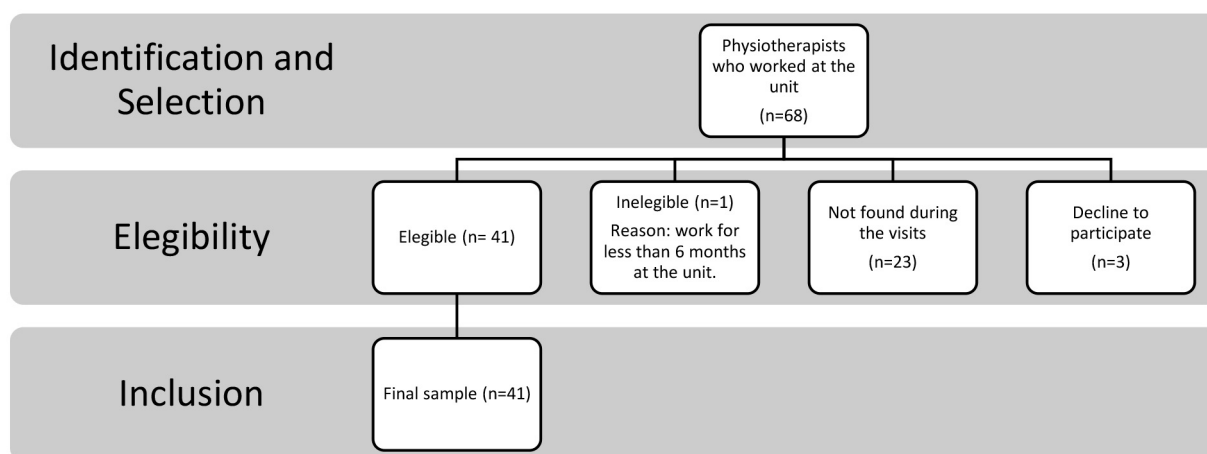 Identification and
Selection
Physiotherapists
who worked at the
unit
(n=68)
Elegibility
Elegible (n= 41)
Inelegible (n=1)
Reason: work for
less than 6 months
at the unit.
Not found during
the visits
(n=23)
Decline to
participate
(n=3)
Inclusion
Final sample (n=41)